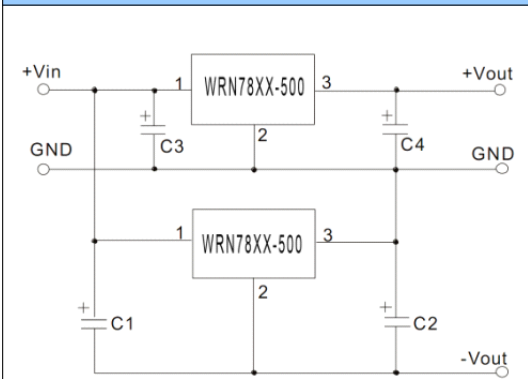 +Vin
1
WRN78XX-500
3
+Vout
+
C3
2
+
C4
GND
GND
1
WRN78XX-500
3
2
+
C1
+
C2
-Vout